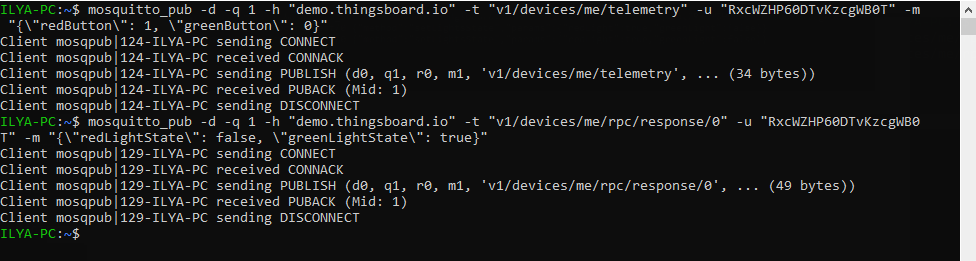 ILYA-PC:~$ mosquitto_pub -d -q 1 -h "demo.thingsboard.io" -t "v1/devices/me/telemetry" -u "RxcWZHP60DTvKzcgWB0T" -m
 "{\"redButton\": 1, \"greenButton\": 0}"
Client mosqpub|124-ILYA-PC sending CONNECT
Client mosqpub|124-ILYA-PC received CONNACK
Client mosqpub|124-ILYA-PC sending PUBLISH (d0, q1, r0, m1, 'v1/devices/me/telemetry', ... (34 bytes))
Client mosqpub|124-ILYA-PC received PUBACK (Mid: 1)
Client mosqpub|124-ILYA-PC sending DISCONNECT
ILYA-PC:~$ mosquitto_pub -d -q 1 -h "demo.thingsboard.io" -t "v1/devices/me/rpc/response/0" -u "RxcWZHP60DTvKzcgWB0
T" -m "{\"redLightState\": false, \"greenLightState\": true}"
Client mosqpub|129-ILYA-PC sending CONNECT
Client mosqpub|129-ILYA-PC received CONNACK
Client mosqpub|129-ILYA-PC sending PUBLISH (d0, q1, r0, m1, 'v1/devices/me/rpc/response/0', ... (49 bytes))
Client mosqpub|129-ILYA-PC received PUBACK (Mid: 1)
Client mosqpub|129-ILYA-PC sending DISCONNECT
ILYA-PC:~$